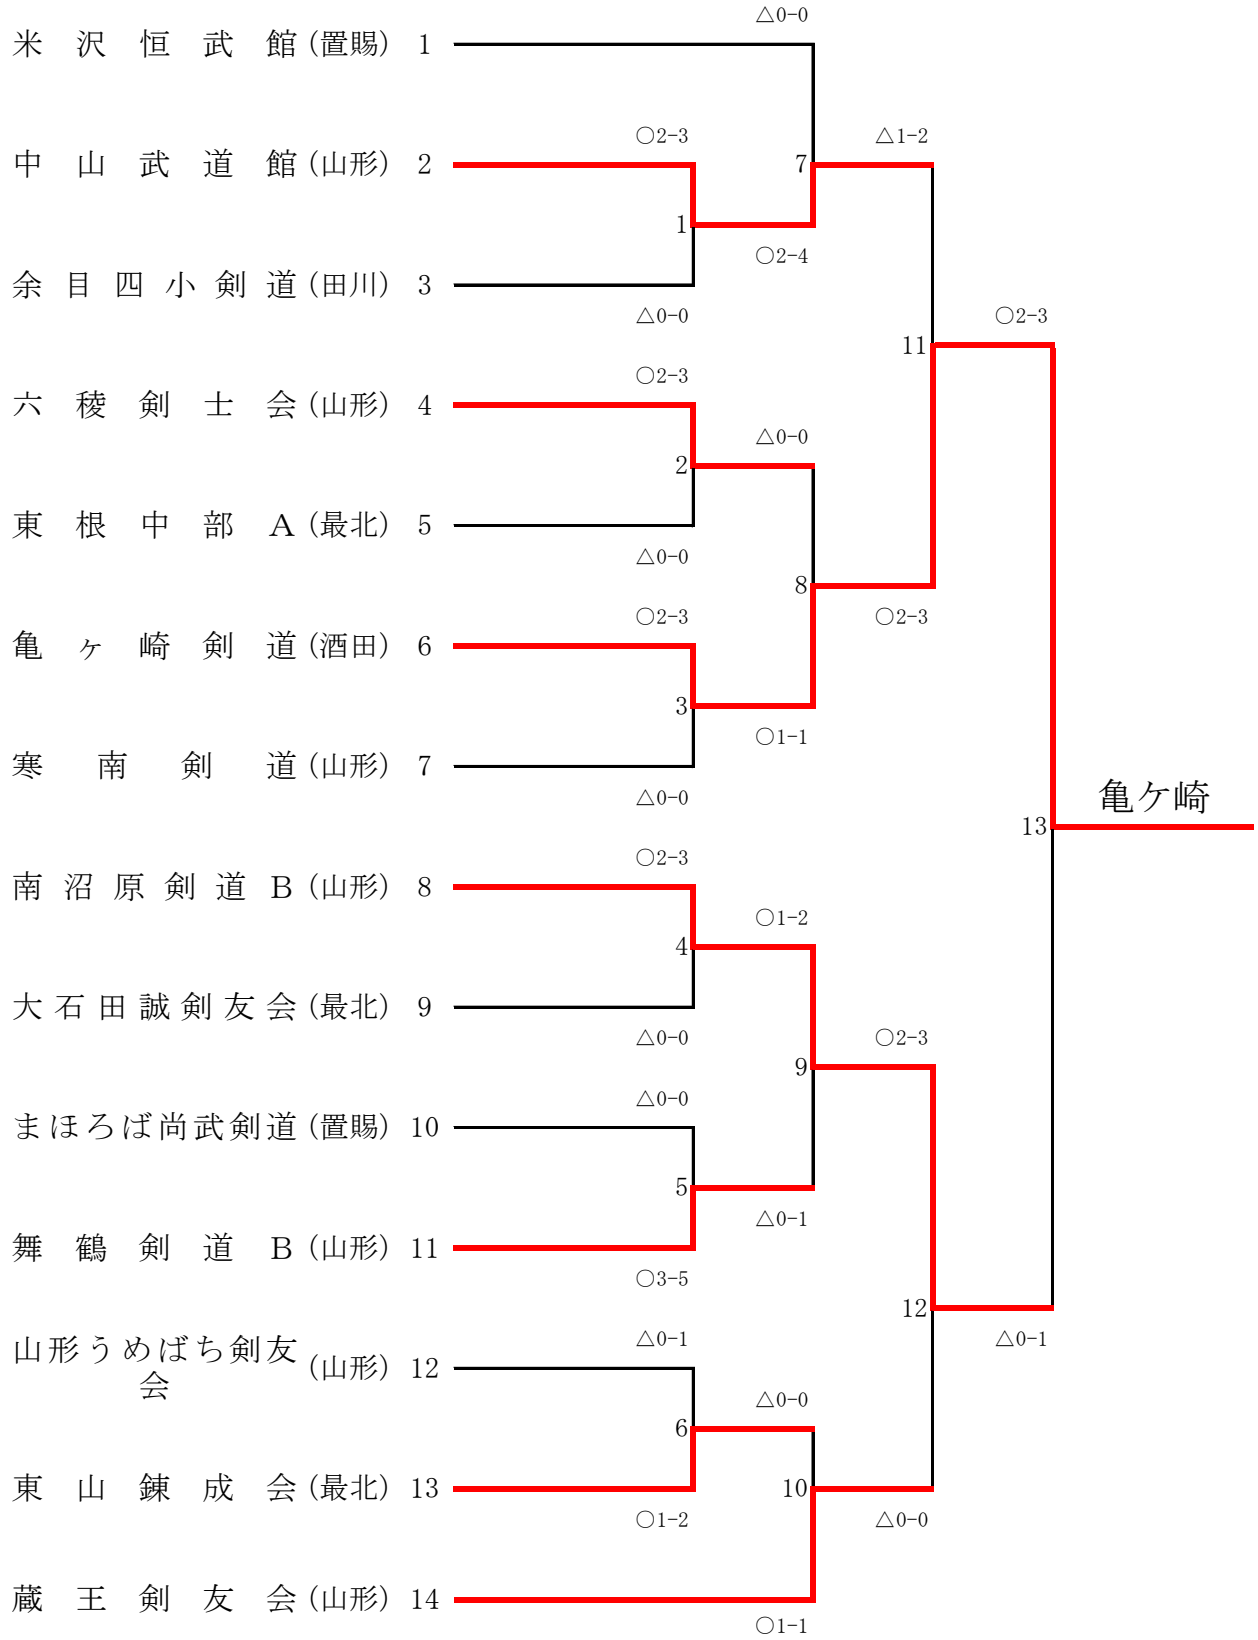 △0-0
米沢恒武館 (置賜) 1
○2-3
△1-2
中山武道館 (山形) 2
7
1
○2-4
余目四小剣道 (田川) 3
△0-0
○2-3
11
○2-3
六稜剣士会 (山形) 4
△0-0
2
東根中部A (最北) 5
△0-0
8
○2-3
○2-3
亀ヶ崎剣道 (酒田) 6
3
○1-1
寒南剣道 (山形) 7
△0-0
亀ケ崎
13
○2-3
南沼原剣道B (山形) 8
○1-2
4
大石田誠剣友会 (最北) 9
△0-0
○2-3
9
△0-0
まほろば尚武剣道 (置賜) 10
5
△0-1
舞鶴剣道B (山形) 11
○3-5
12
△0-1
△0-1
山形うめばち剣友
会
(山形) 12
△0-0
6
東山錬成会 (最北) 13
10
○1-2
△0-0
蔵王剣友会 (山形) 14
○1-1